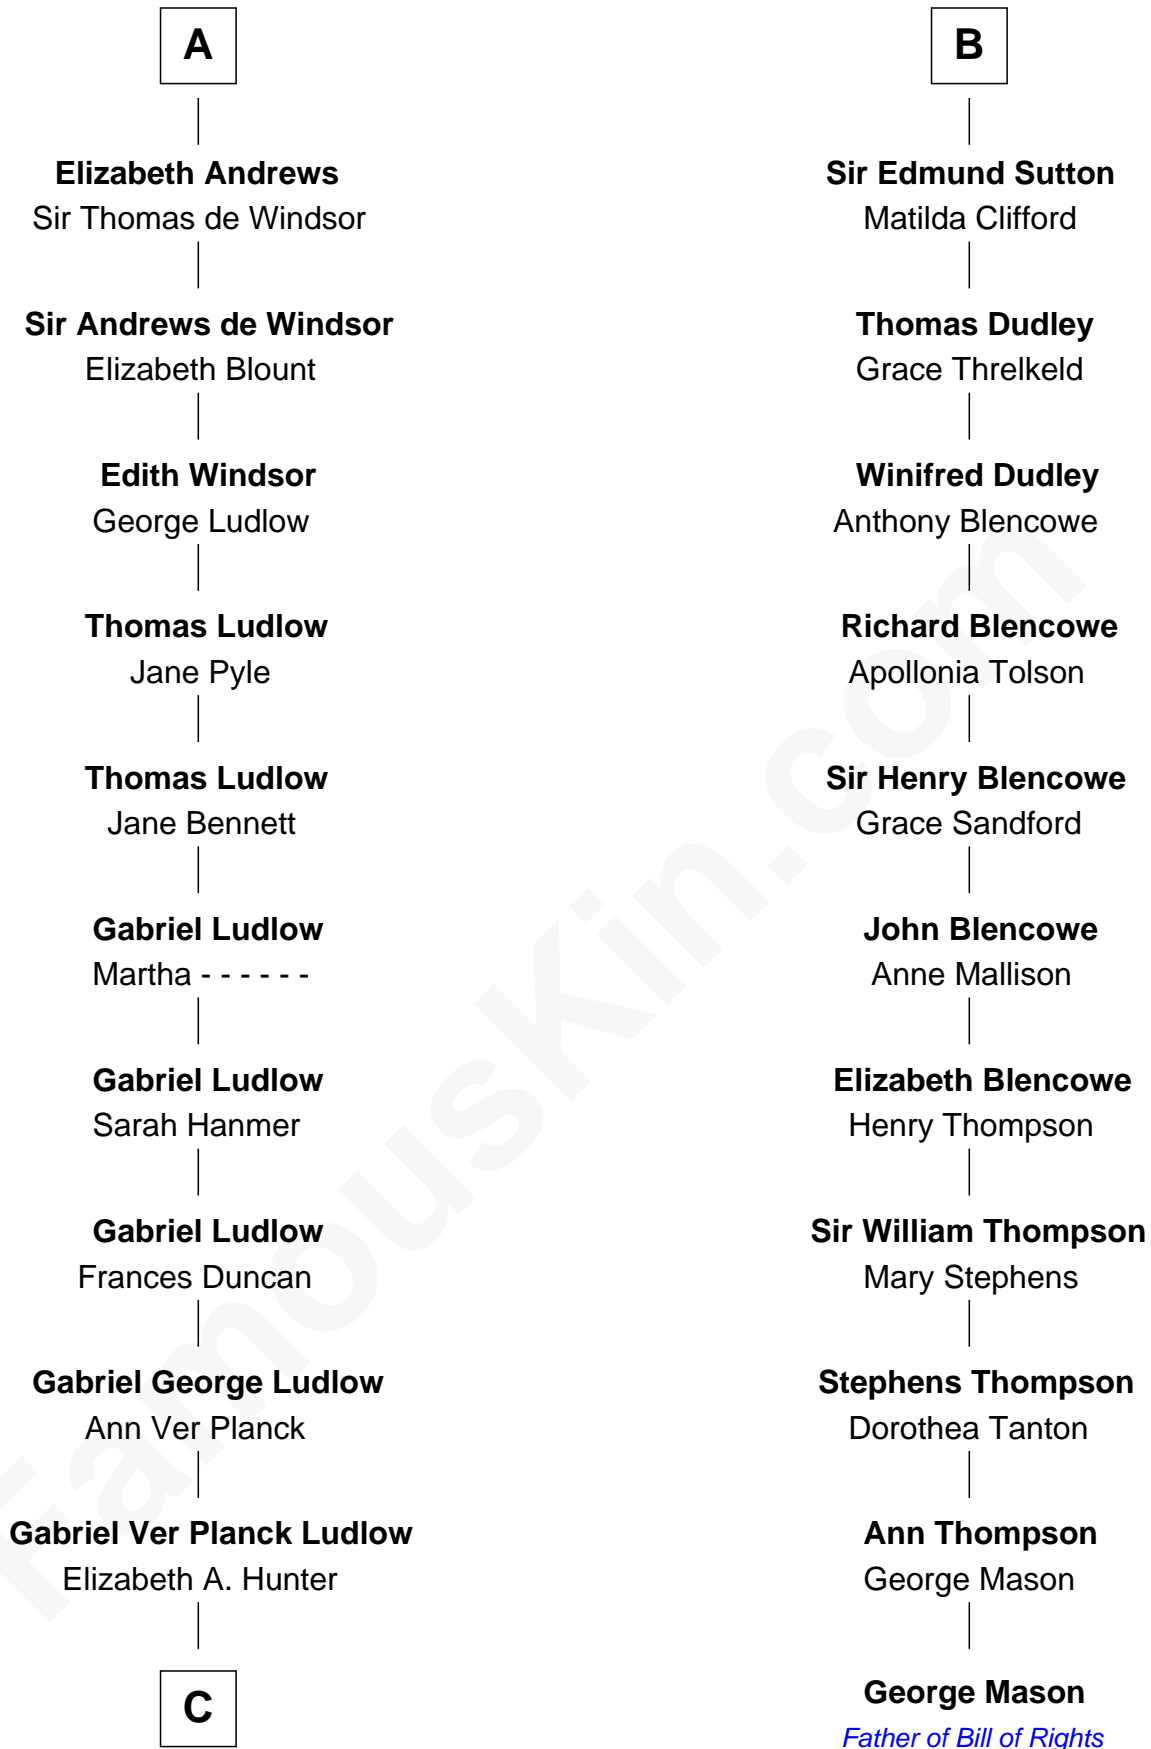 A
Elizabeth Andrews
Sir Thomas de Windsor
Sir Andrews de Windsor
Elizabeth Blount
Edith Windsor
George Ludlow
Thomas Ludlow
Jane Pyle
Thomas Ludlow
Jane Bennett
Gabriel Ludlow
Martha - - - - - -
Gabriel Ludlow
Sarah Hanmer
Gabriel Ludlow
Frances Duncan
Gabriel George Ludlow
Ann Ver Planck
Gabriel Ver Planck Ludlow
Elizabeth A. Hunter
C
B
Sir Edmund Sutton
Matilda Clifford
Thomas Dudley
Grace Threlkeld
Winifred Dudley
Anthony Blencowe
Richard Blencowe
Apollonia Tolson
Sir Henry Blencowe
Grace Sandford
John Blencowe
Anne Mallison
Elizabeth Blencowe
Henry Thompson
Sir William Thompson
Mary Stephens
Stephens Thompson
Dorothea Tanton
Ann Thompson
George Mason
George Mason
Father of Bill of Rights
FamousKin.com